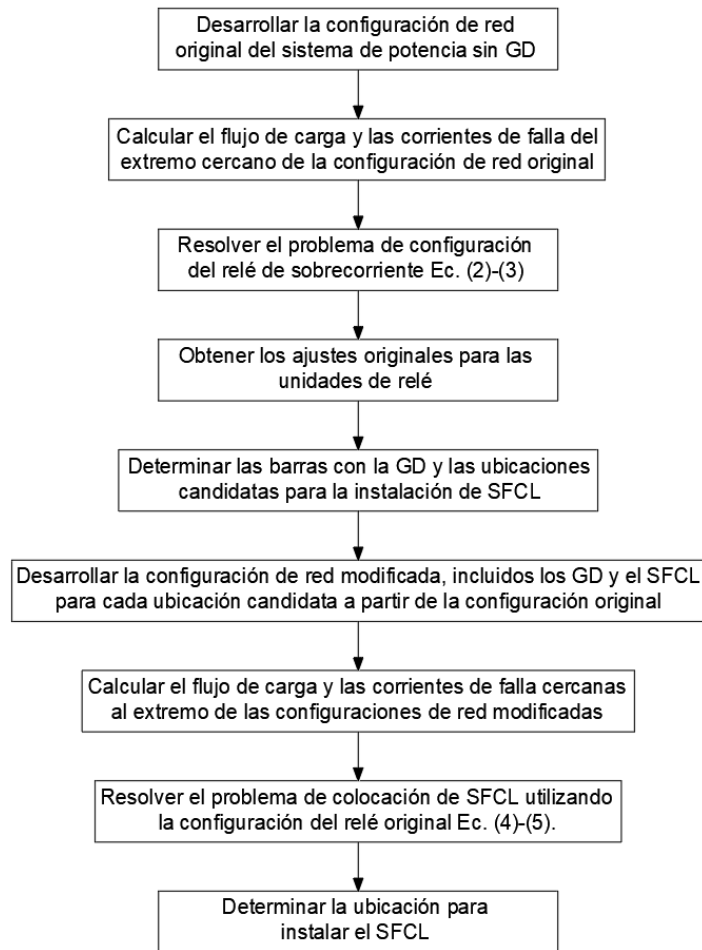 Desarrollar la configuración de red
original del sistema de potencia sin GD
Calcular el flujo de carga y las corrientes de falla del
extremo cercano de la configuración de red original
Resolver el problema de configuración
del relé de sobrecorriente Ec. (2)-(3)
Obtener los ajustes originales para las
unidades de relé
Determinar las barras con la GD y las ubicaciones
candidatas para la instalación de SFCL
Desarrollar la configuración de red modificada, incluidos los GD y el SFCL
para cada ubicación candidata a partir de la configuración original
Calcular el flujo de carga y las corrientes de falla cercanas
al extremo de las configuraciones de red modificadas
Resolver el problema de colocación de SFCL utilizando
la configuración del relé original Ec. (4)-(5).
Determinar la ubicación para
instalar el SFCL